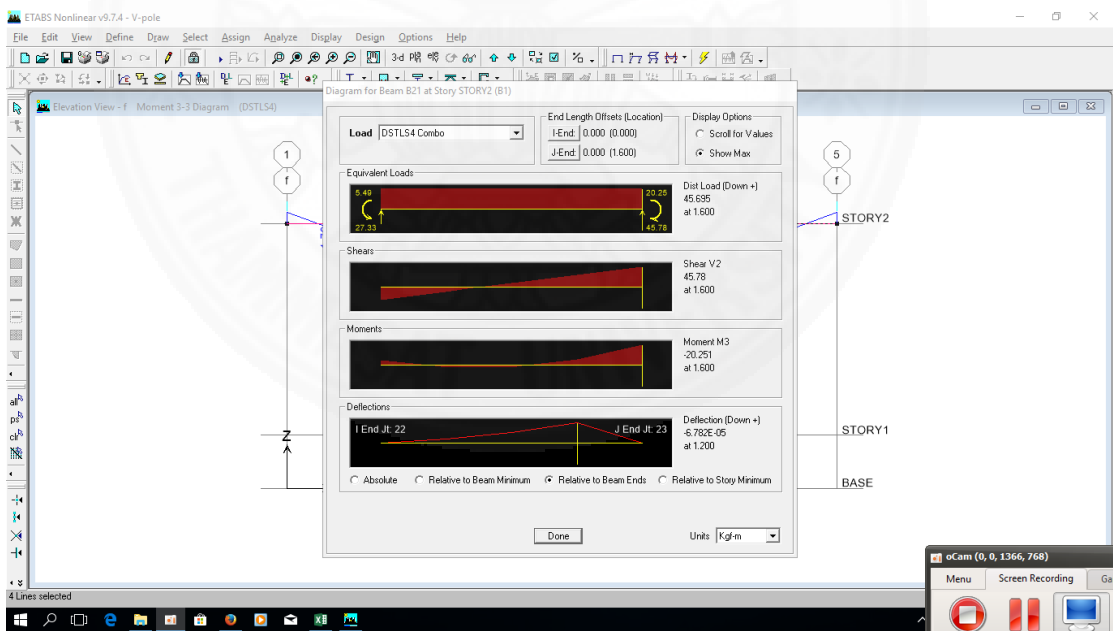 ETABS Nonlinear v9.7.4 - V-pole
File Edit View Define Draw Select Assign Analyze Display Design Options Help
3-d
Elevation View - f Moment 3-3 Diagram (DSTLS4)
Diagram for Beam B21 at Story STORY2 (B1)
Load DSTLS4 Combo
End Length Offsets (Location)
I-End: 0.000 (0.000)
J-End: 0.000 (1.600)
Display Options
Scroll for Values
Show Max
Equivalent Loads
5.49 20.25
27.33 45.78
Dist Load (Down +)
45.695
at 1.600
Shears
Shear V2
45.78
at 1.600
Moments
Moment M3
-20.251
at 1.600
Deflections
I End Jt: 22 J End Jt: 23
Deflection (Down +)
-6.782E-05
at 1.200
Absolute Relative to Beam Minimum Relative to Beam Ends Relative to Story Minimum
Done
Units Kgf-m
1
f
5
f
STORY2
STORY1
BASE
Z
all
ps
clr
4 Lines selected
oCam (0, 0, 1366, 768)
Menu Screen Recording Ga